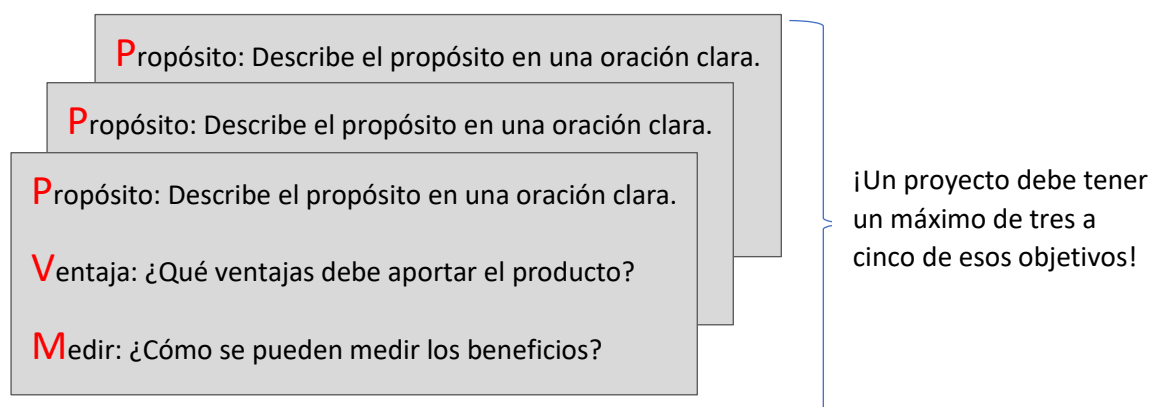 Propósito: Describe el propósito en una oración clara.
Propósito: Describe el propósito en una oración clara.
Propósito: Describe el propósito en una oración clara.
Ventaja: ¿Qué ventajas debe aportar el producto?
Medir: ¿Cómo se pueden medir los beneficios?
¡Un proyecto debe tener
un máximo de tres a
cinco de esos objetivos!